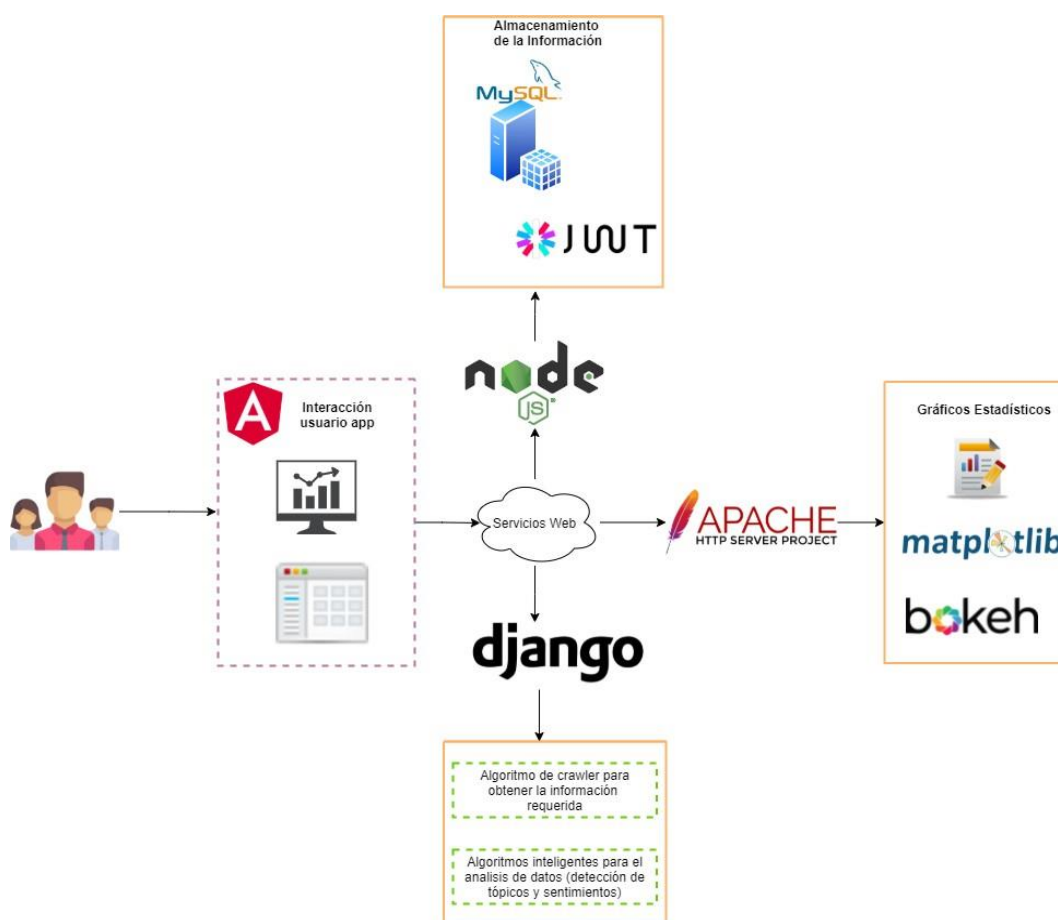 Almacenamiento
de la Información
MySQL
JWT
node
JS
A
Interacción
usuario app
Servicios Web
APACHE
HTTP SERVER PROJECT
Gráficos Estadísticos
matplotlib
bokeh
django
Algoritmo de crawler para
obtener la información
requerida
Algoritmos inteligentes para el
analisis de datos (detección de
tópicos y sentimientos)